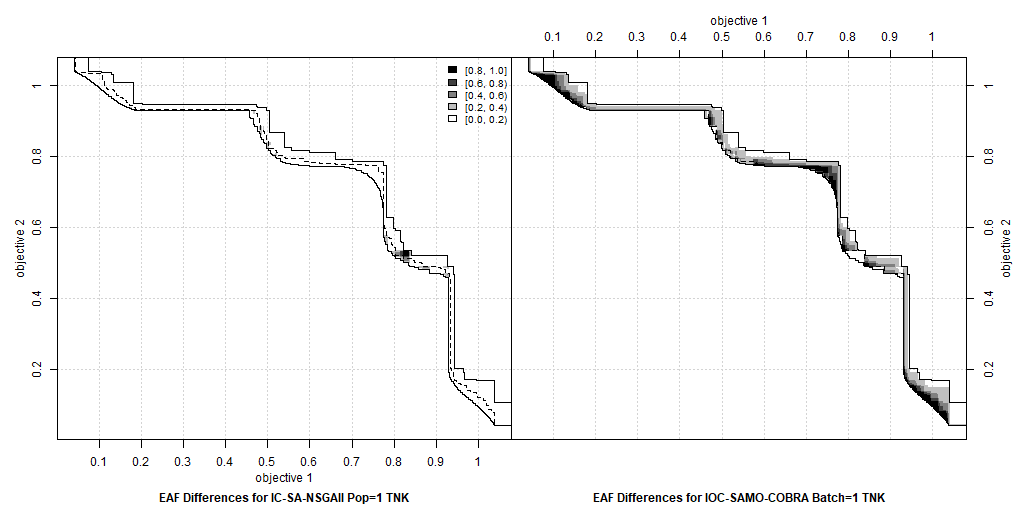 objective 1
0.1 0.2 0.3 0.4 0.5 0.6 0.7 0.8 0.9 1
[0.8, 1.0]
[0.6, 0.8)
[0.4, 0.6)
[0.2, 0.4)
[0.0, 0.2)
1
0.8
0.6
0.4
0.2
objective 2
1
0.8
0.6
0.4
0.2
objective 2
0.1 0.2 0.3 0.4 0.5 0.6 0.7 0.8 0.9 1
objective 1
EAF Differences for IC-SA-NSGAII Pop=1 TNK
EAF Differences for IOC-SAMO-COBRA Batch=1 TNK